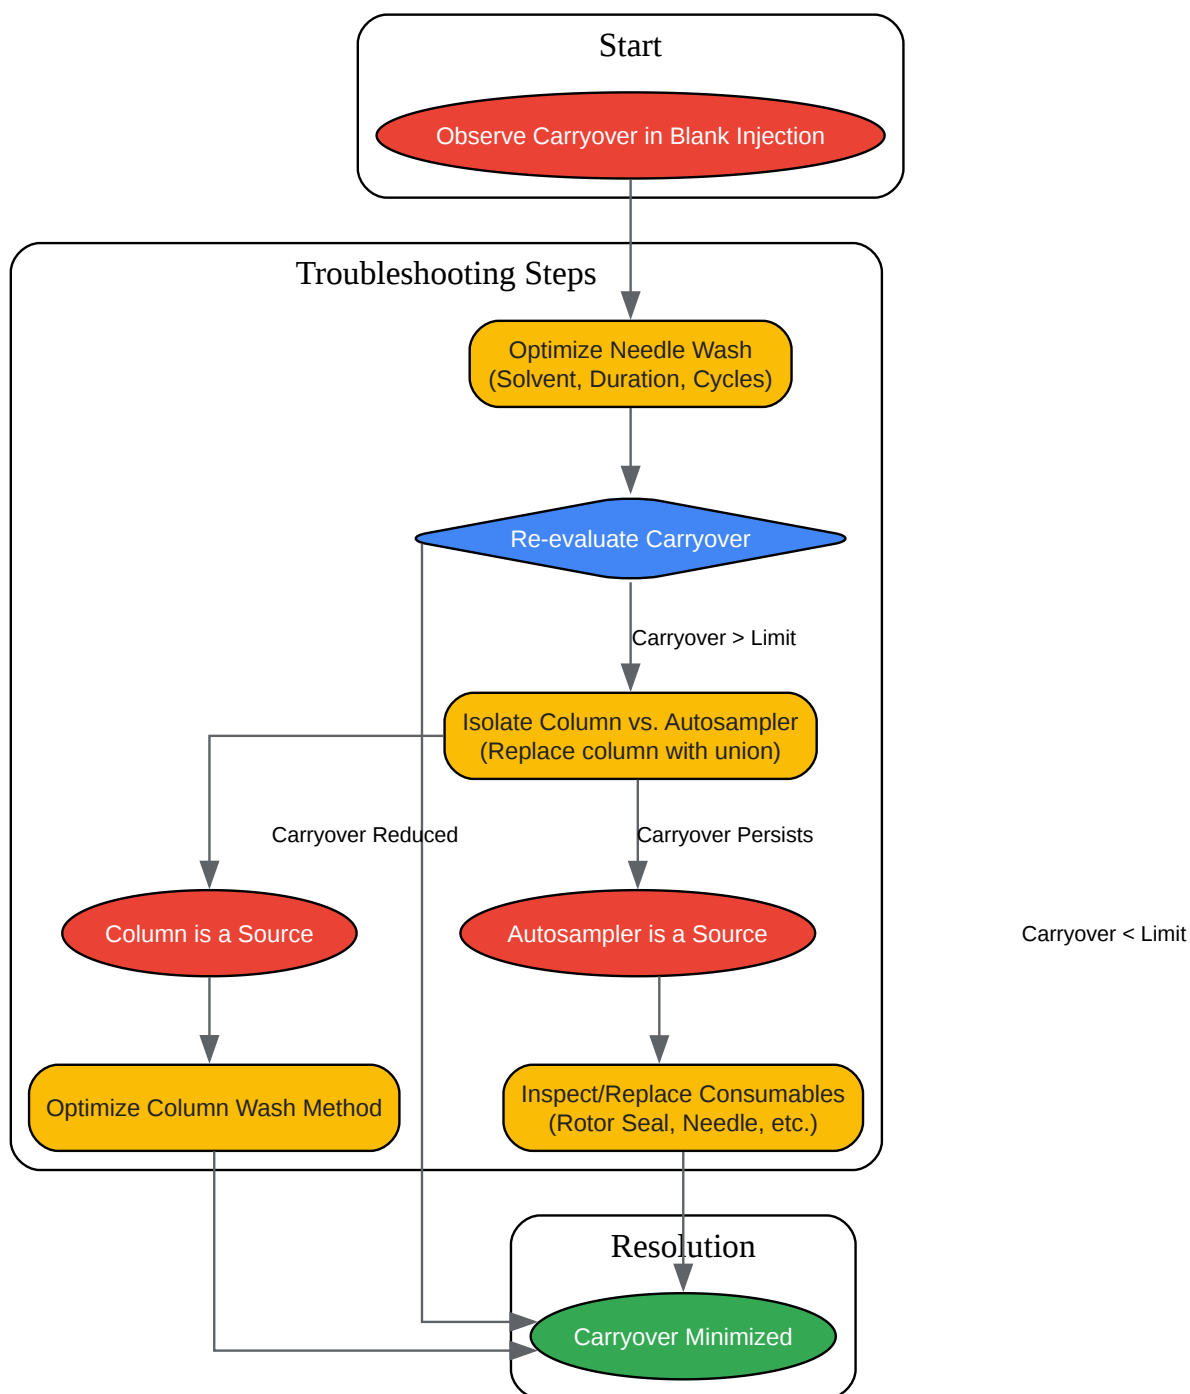 Start
Observe Carryover in Blank Injection
Troubleshooting Steps
Optimize Needle Wash
(Solvent, Duration, Cycles)
Re-evaluate Carryover
Carryover > Limit
Isolate Column vs. Autosampler
(Replace column with union)
Carryover Reduced
Carryover Persists
Column is a Source
Autosampler is a Source
Carryover < Limit
Optimize Column Wash Method
Inspect/Replace Consumables
(Rotor Seal, Needle, etc.)
Resolution
Carryover Minimized